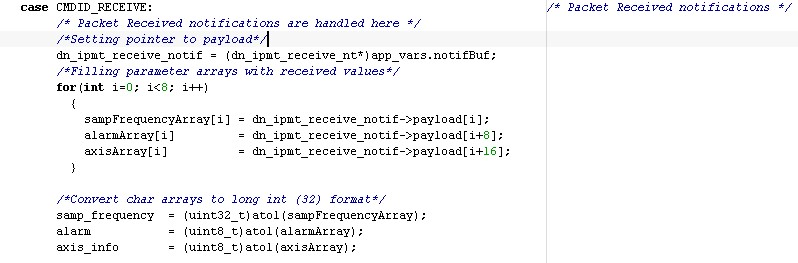 case CMDID_RECEIVE:
/* Packet Received notifications are handled here */
/*Setting pointer to payload*/
dn_ipmt_receive_notif = (dn_ipmt_receive_nt*)app_vars.notifBuf;
/*Filling parameter arrays with received values*/
for(int i=0; i<8; i++)
{
sampFrequencyArray[i] = dn_ipmt_receive_notif->payload[i];
alarmArray[i] = dn_ipmt_receive_notif->payload[i+8];
axisArray[i] = dn_ipmt_receive_notif->payload[i+16];
}
/*Convert char arrays to long int (32) format*/
samp_frequency = (uint32_t)atol(sampFrequencyArray);
alarm = (uint8_t)atol(alarmArray);
axis_info = (uint8_t)atol(axisArray);
/* Packet Received notifications */